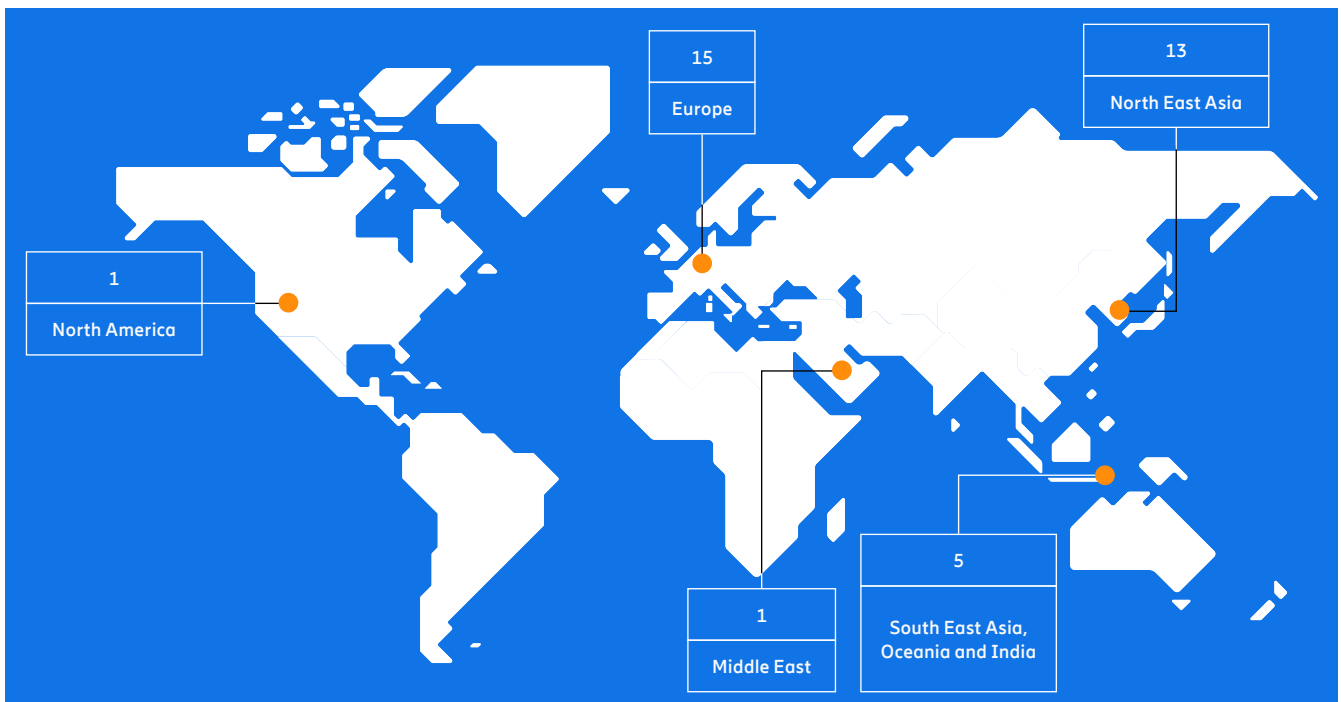 15
Europe
13
North East Asia
1
North America
1
Middle East
5
South East Asia,
Oceania and India